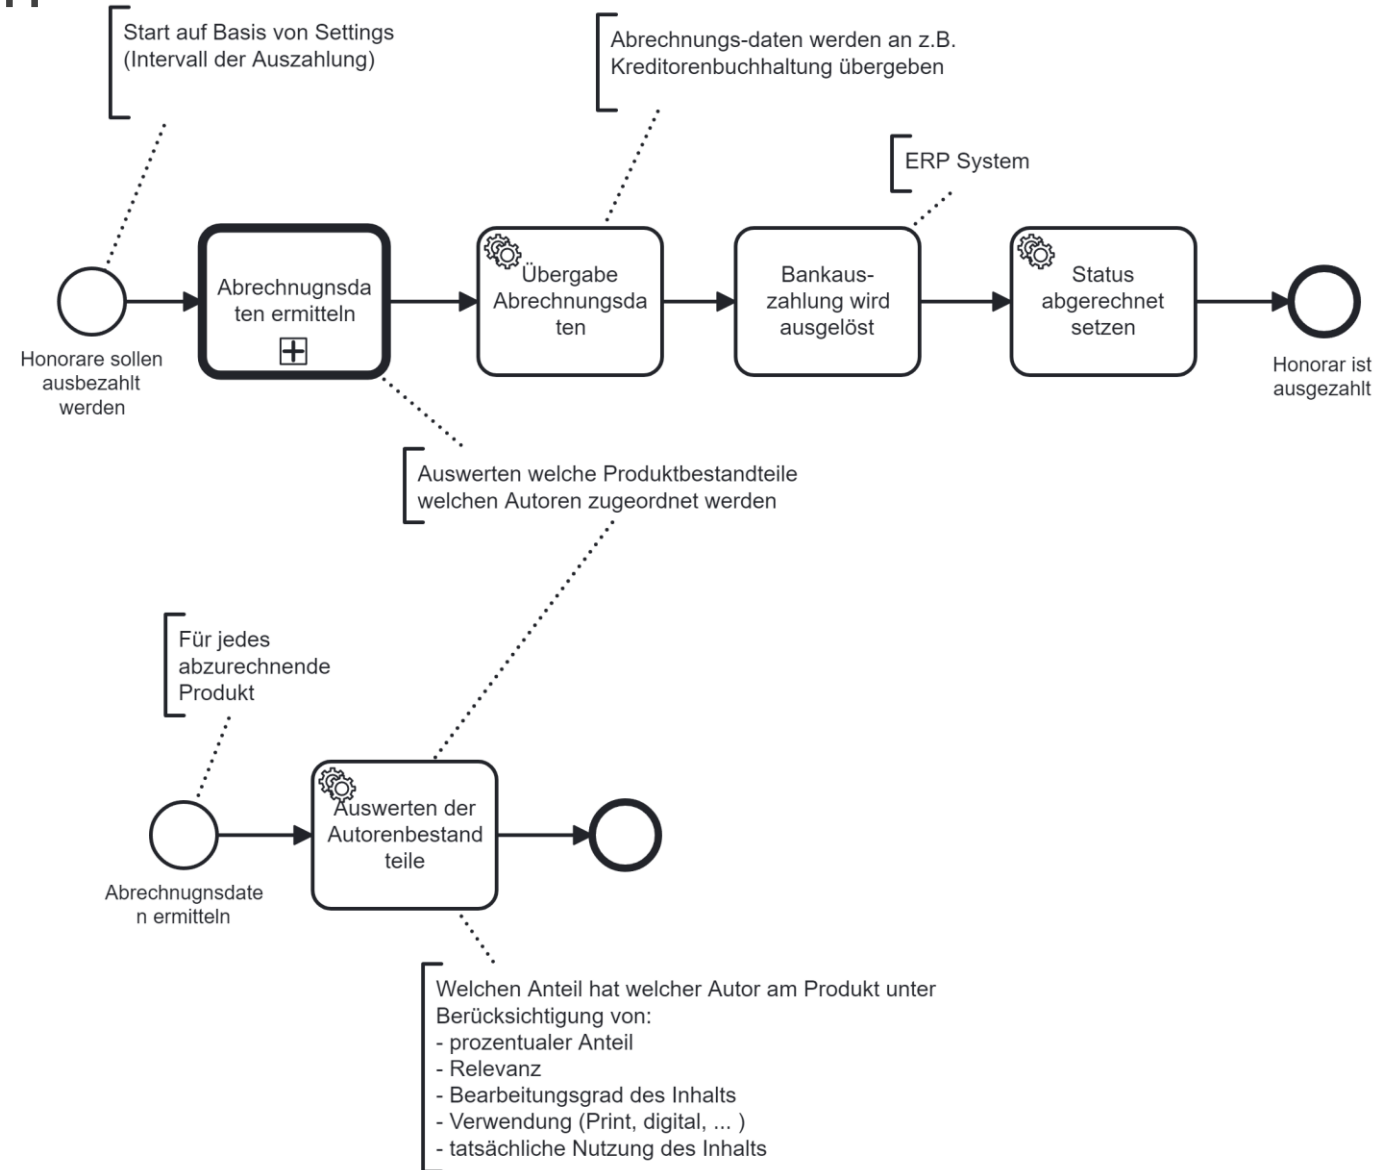 Start auf Basis von Settings
(Intervall der Auszahlung)
Abrechnungs-daten werden an z.B.
Kreditorenbuchhaltung übergeben
ERP System
Honorare sollen
ausbezahlt
werden
Abrechnugnsda
ten ermitteln
Übergabe
Abrechnungsda
ten
Bankaus-
zahlung wird
ausgelöst
Status
abgerechnet
setzen
Honorar ist
ausgezahlt
Auswerten welche Produktbestandteile
welchen Autoren zugeordnet werden
Für jedes
abzurechnende
Produkt
Abrechnugnsdate
n ermitteln
Auswerten der
Autorenbestand
teile
Welchen Anteil hat welcher Autor am Produkt unter
Berücksichtigung von:
- prozentualer Anteil
- Relevanz
- Bearbeitungsgrad des Inhalts
- Verwendung (Print, digital, ... )
- tatsächliche Nutzung des Inhalts